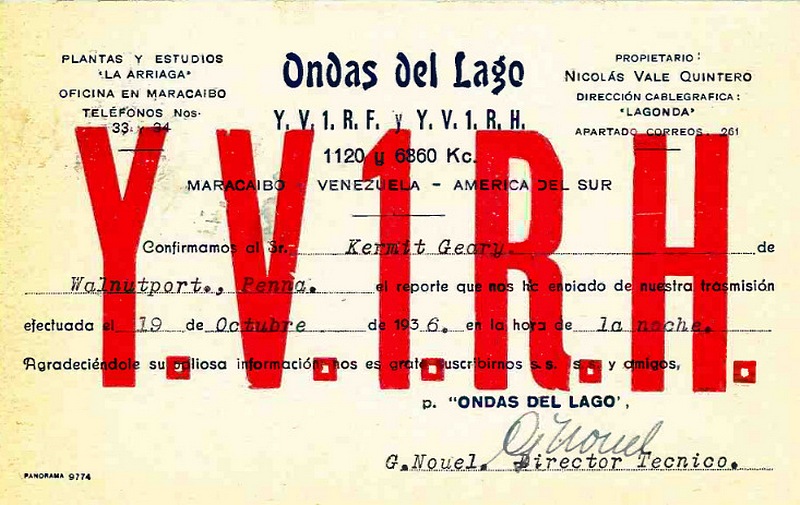 PLANTAS Y ESTUDIOS
"LA ARRIAGA"
OFICINA EN MARACAIBO
TELÉFONOS Nos.
33 y 34
Ondas del Lago
Y. V. 1. R. F. y Y. V. 1. R. H.
1120 y 6860 Kc.
MARACAIBO - VENEZUELA - AMERICA DEL SUR
PROPIETARIO:
NICOLÁS VALE QUINTERO
DIRECCIÓN CABLEGRAFICA:
"LAGONDA"
APARTADO CORREOS, 261
Y.V.1.R.H.
Confirmamos al Sr. Kermit Geary. de
Walnutport., Penna. el reporte que nos ha enviado de nuestra trasmisión
efectuada el 19 de Octubre de 1936. en la hora de la noche.
Agradeciéndole su valiosa información, nos es grato suscribirnos s. s. s. s. y amigos,
p. "ONDAS DEL LAGO",
G. Nouel
G.Nouel. Director Tecnico.
PANORAMA 9774